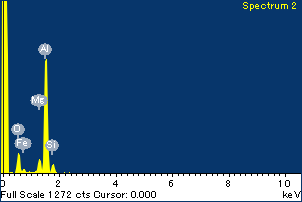 Spectrum 2
Al
Mg
O
Fe
Si
0 2 4 6 8 10
Full Scale 1272 cts Cursor: 0.000 keV